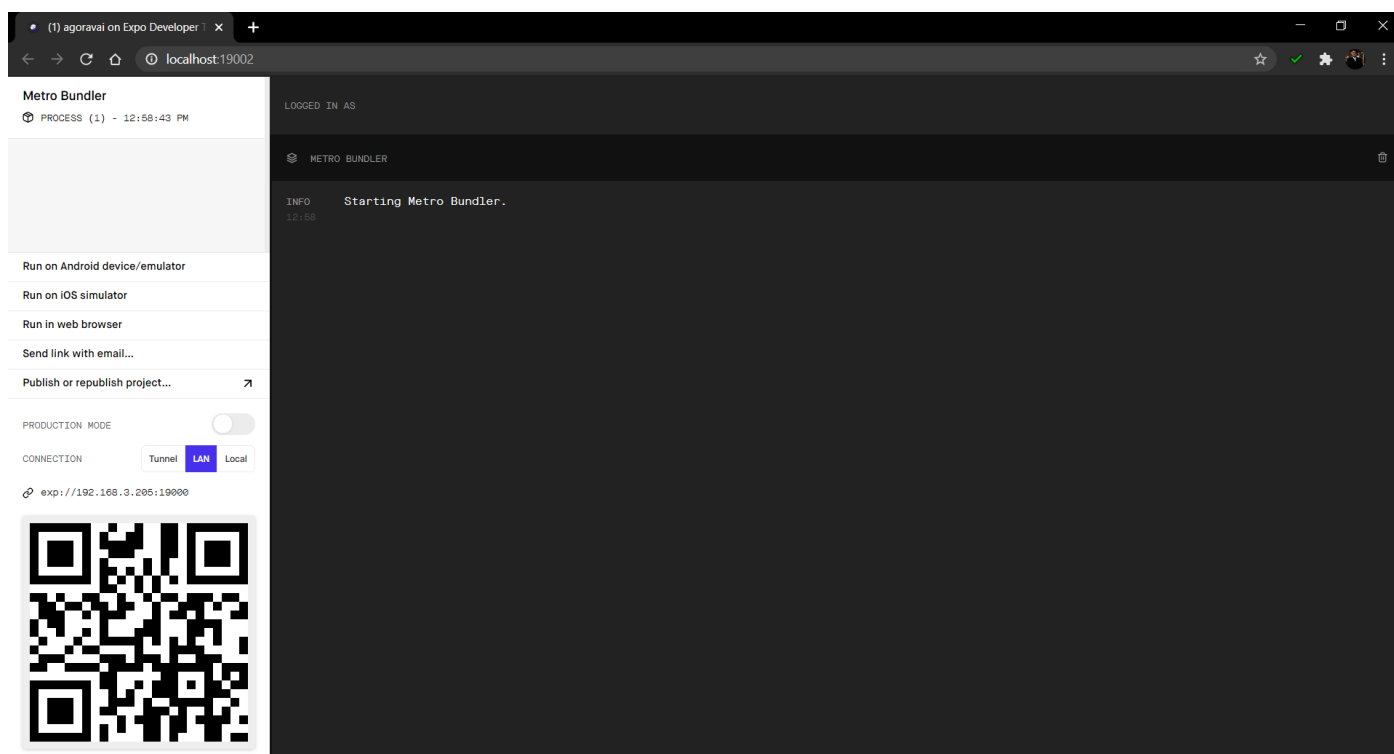 (1) agoravai on Expo Developer T
localhost:19002
Metro Bundler
PROCESS (1) - 12:58:43 PM
LOGGED IN AS
METRO BUNDLER
INFO Starting Metro Bundler.
12:58
Run on Android device/emulator
Run on iOS simulator
Run in web browser
Send link with email...
Publish or republish project...
PRODUCTION MODE
CONNECTION Tunnel LAN Local
exp://192.168.3.205:19000